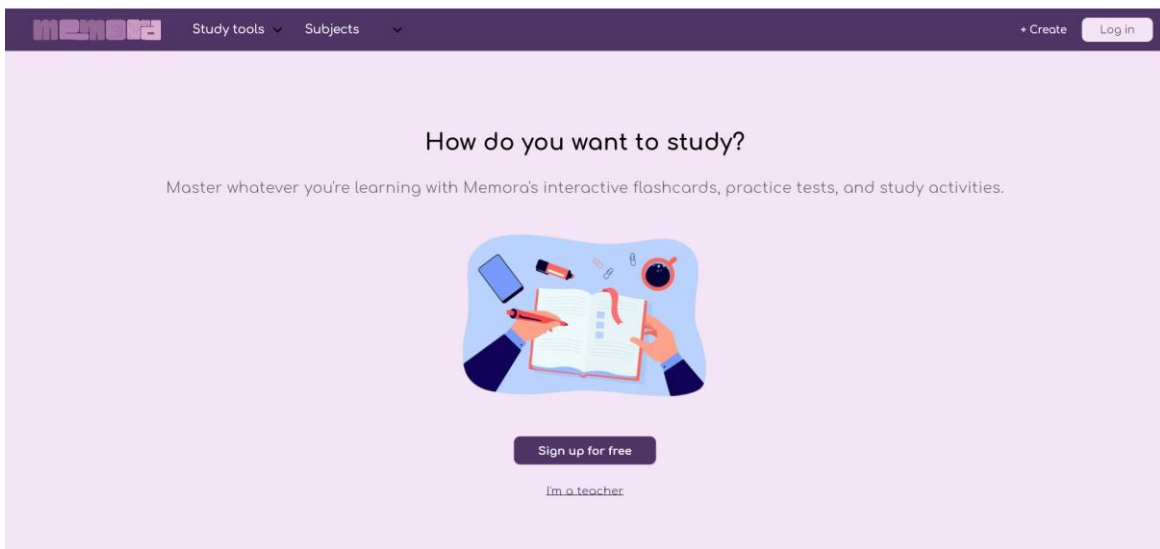 memora
Study tools
Subjects
+ Create
Log in
How do you want to study?
Master whatever you're learning with Memora's interactive flashcards, practice tests, and study activities.
Sign up for free
I'm a teacher